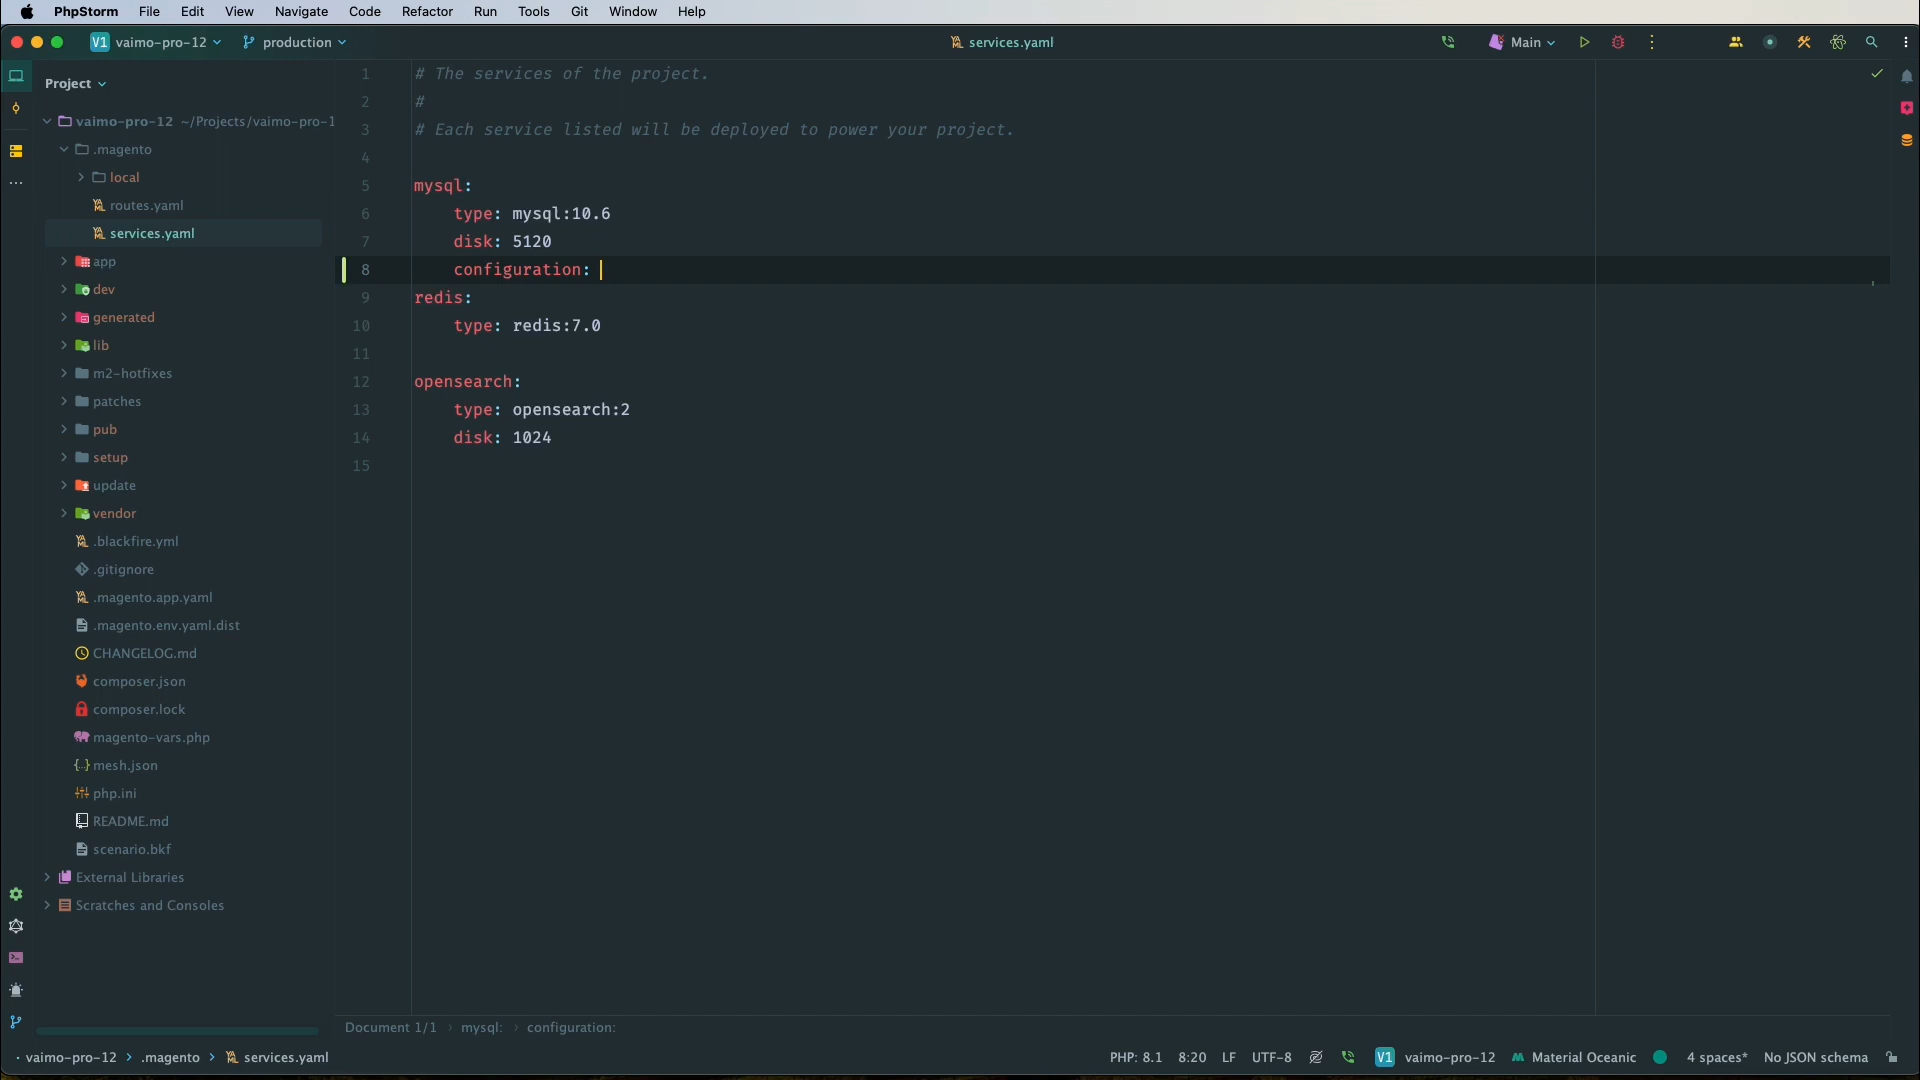 PhpStorm File Edit View Navigate Code Refactor Run Tools Git Window Help
V1 vaimo-pro-12 production services.yaml Main
Project
vaimo-pro-12 ~/Projects/vaimo-pro-1
.magento
local
routes.yaml
services.yaml
app
dev
generated
lib
m2-hotfixes
patches
pub
setup
update
vendor
.blackfire.yml
.gitignore
.magento.app.yaml
.magento.env.yaml.dist
CHANGELOG.md
composer.json
composer.lock
magento-vars.php
mesh.json
php.ini
README.md
scenario.bkf
External Libraries
Scratches and Consoles
1 # The services of the project.
2 #
3 # Each service listed will be deployed to power your project.
4
5 mysql:
6 type: mysql:10.6
7 disk: 5120
8 configuration:
9 redis:
10 type: redis:7.0
11
12 opensearch:
13 type: opensearch:2
14 disk: 1024
15
Document 1/1 › mysql: › configuration:
vaimo-pro-12 › .magento › services.yaml
PHP: 8.1 8:20 LF UTF-8 V1 vaimo-pro-12 Material Oceanic 4 spaces* No JSON schema